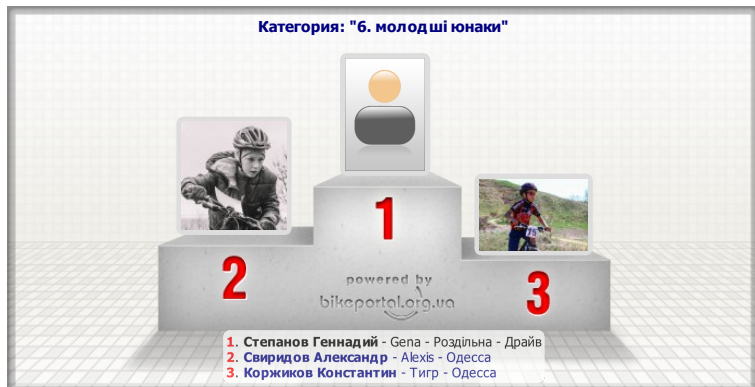 Категория: "6. молодші юнаки"
1
2
3
75
powered by
bikeportal.org.ua
1. Степанов Геннадий - Gena - Роздільна - Драйв
2. Свиридов Александр - Alexis - Одесса
3. Коржиков Константин - Тигр - Одесса